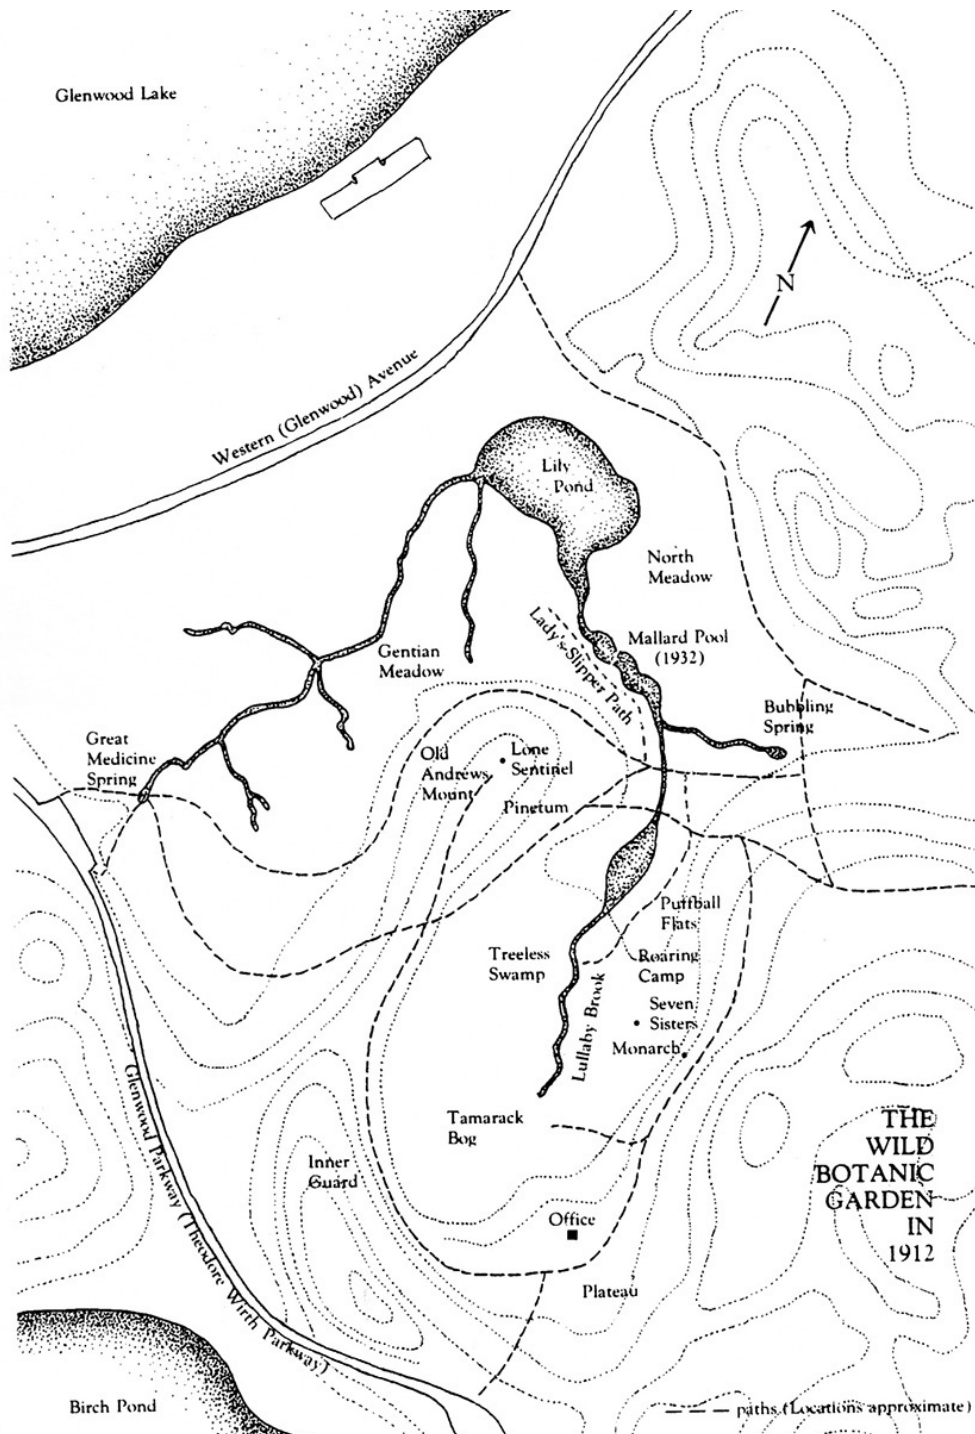 Glenwood Lake
N
Western (Glenwood) Avenue
Lily
Pond
North
Meadow
Lady's-Slipper Path
Mallard Pool
(1932)
Gentian
Meadow
Bubbling
Spring
Great
Medicine
Spring
Old
Andrews
Mount
Lone
Sentinel
Pinetum
Puffball
Flats
Treeless
Swamp
Roaring
Camp
Lullaby Brook
Seven
Sisters
Monarch
Glenwood Parkway (Theodore Wirth Parkway)
Tamarack
Bog
THE
WILD
BOTANIC
GARDEN
IN
1912
Inner
Guard
Office
Plateau
Birch Pond
paths (Locations approximate)